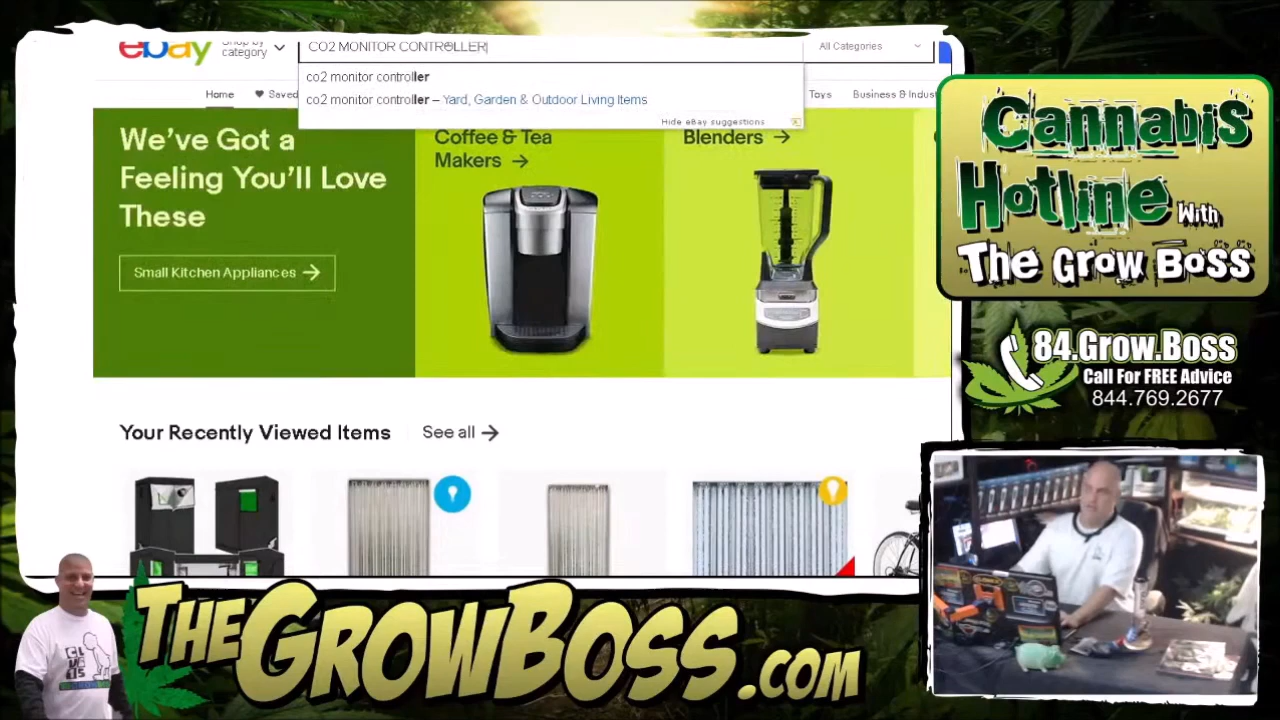 ebay
Shop by
category
CO2 MONITOR CONTROLLER
All Categories
co2 monitor controller
co2 monitor controller – Yard, Garden & Outdoor Living Items
Hide eBay suggestions
Home
Saved
Toys
Business & Indust
We've Got a
Feeling You'll Love
These
Small Kitchen Appliances →
Coffee & Tea
Makers →
Blenders →
Your Recently Viewed Items
See all →
Cannabis
Hotline With
The Grow Boss
84.Grow.Boss
Call For FREE Advice
844.769.2677
THEGROWBOSS.COM